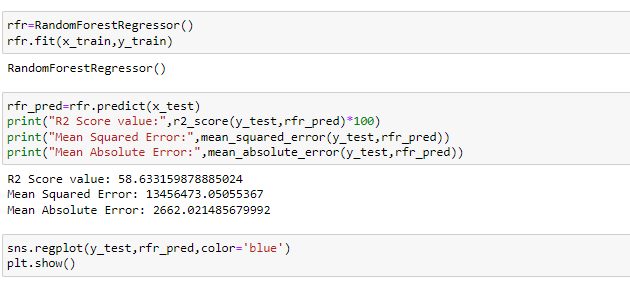 rfr=RandomForestRegressor()
rfr.fit(x_train,y_train)
RandomForestRegressor()
rfr_pred=rfr.predict(x_test)
print("R2 Score value:",r2_score(y_test,rfr_pred)*100)
print("Mean Squared Error:",mean_squared_error(y_test,rfr_pred))
print("Mean Absolute Error:",mean_absolute_error(y_test,rfr_pred))
R2 Score value: 58.633159878885024
Mean Squared Error: 13456473.05055367
Mean Absolute Error: 2662.021485679992
sns.regplot(y_test,rfr_pred,color='blue')
plt.show()